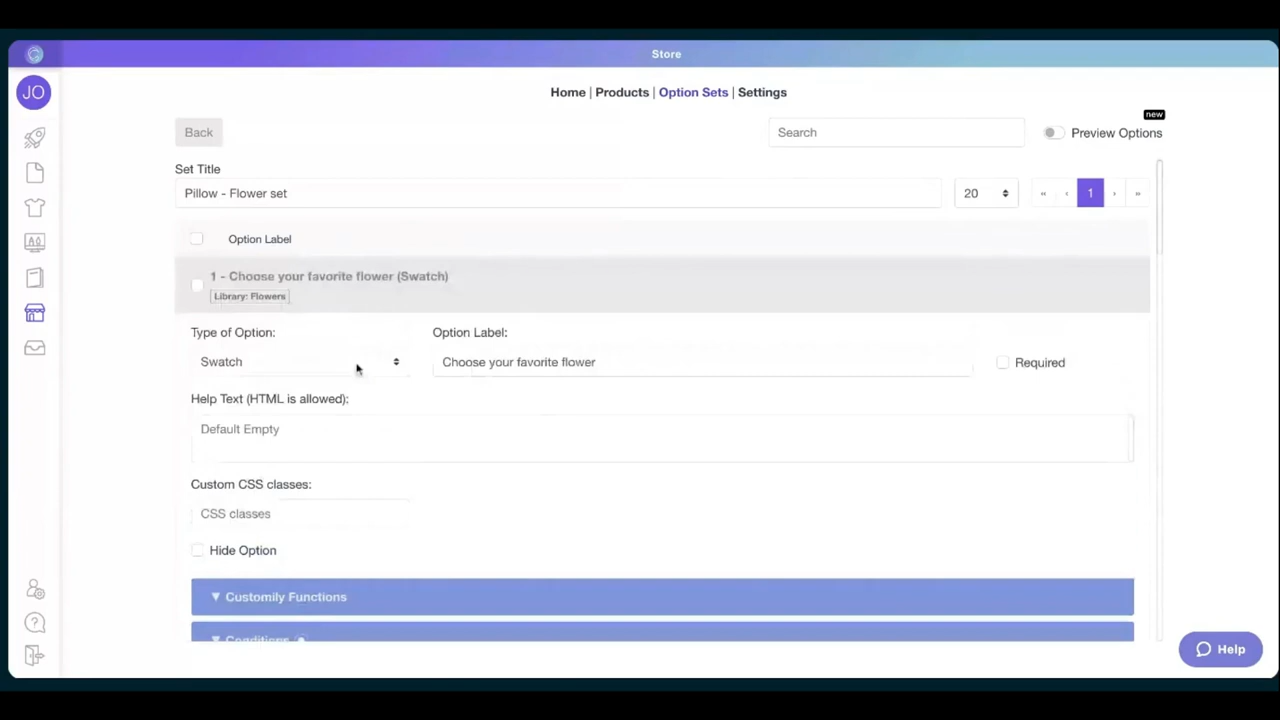 Store
JO
Home | Products | Option Sets | Settings
new
Back
Search
Preview Options
Set Title
Pillow - Flower set
20
« ‹ 1 › »
Option Label
1 - Choose your favorite flower (Swatch)
Library: Flowers
Type of Option:
Option Label:
Swatch
Choose your favorite flower
Required
Help Text (HTML is allowed):
Default Empty
Custom CSS classes:
CSS classes
Hide Option
▼ Customily Functions
▼ Conditions
Help